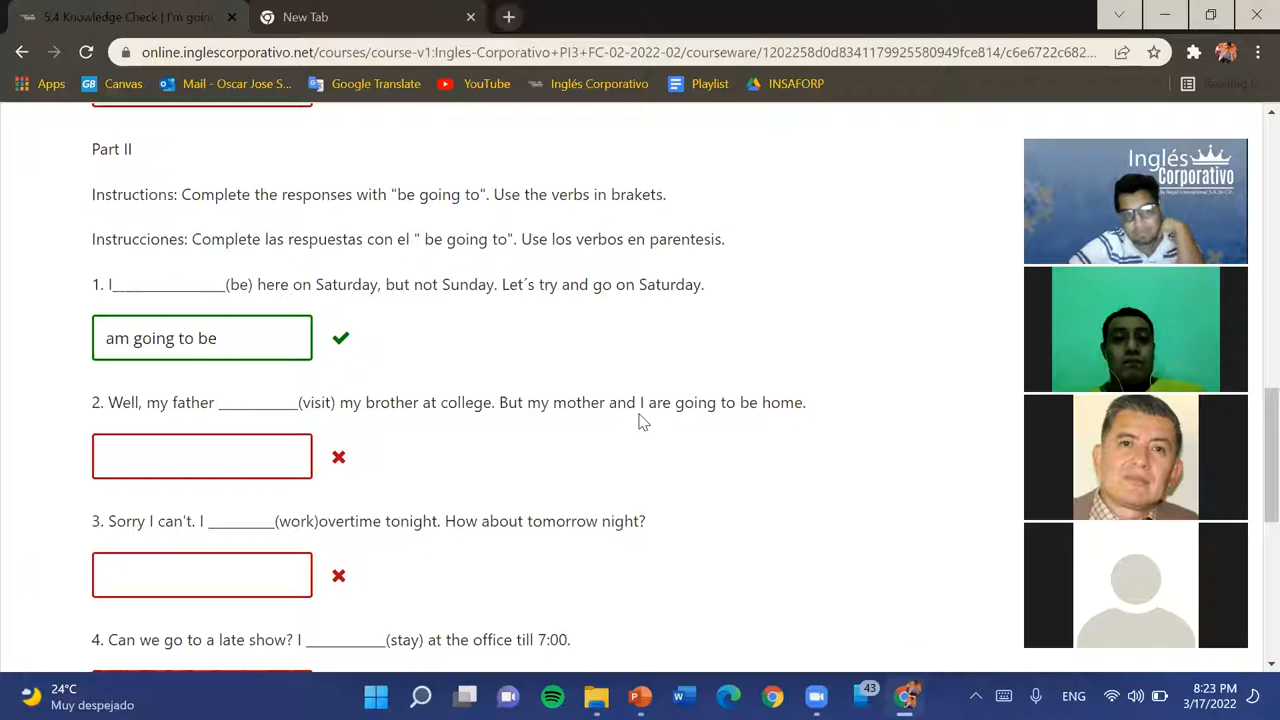 5.4 Knowledge Check | I'm goin
New Tab
online.inglescorporativo.net/courses/course-v1:Ingles-Corporativo+PI3+FC-02-2022-02/courseware/1202258d0d8341179925580949fce814/c6e6722c682...
Apps
Canvas
Mail - Oscar Jose S...
Google Translate
YouTube
Inglés Corporativo
Playlist
INSAFORP
Reading l
Part II
Instructions: Complete the responses with "be going to". Use the verbs in brakets.
Instrucciones: Complete las respuestas con el " be going to". Use los verbos en parentesis.
1. I_______________(be) here on Saturday, but not Sunday. Let´s try and go on Saturday.
am going to be
2. Well, my father __________(visit) my brother at college. But my mother and I are going to be home.
3. Sorry I can't. I ________(work)overtime tonight. How about tomorrow night?
4. Can we go to a late show? I __________(stay) at the office till 7:00.
Inglés
Corporativo
24°C
Muy despejado
43
ENG
8:23 PM
3/17/2022